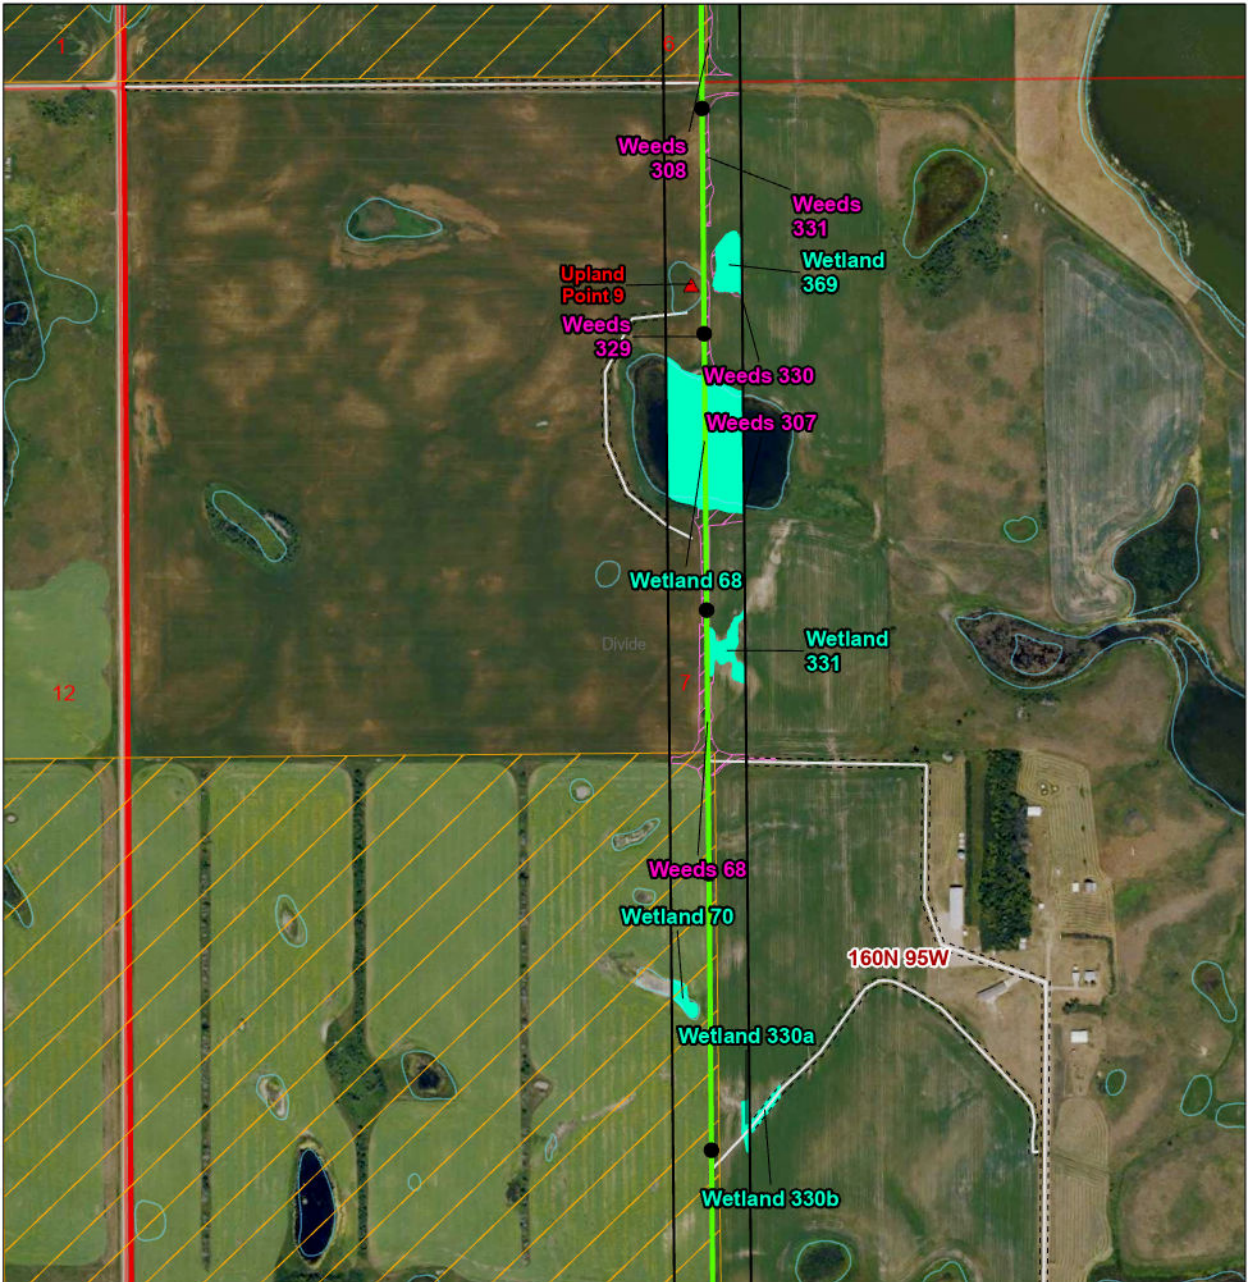 1
6
Weeds
308
Weeds
331
Wetland
369
Upland
Point 9
Weeds
329
Weeds 330
Weeds 307
Wetland 68
Divide
Wetland
331
7
12
Weeds 68
Wetland 70
160N 95W
Wetland 330a
Wetland 330b